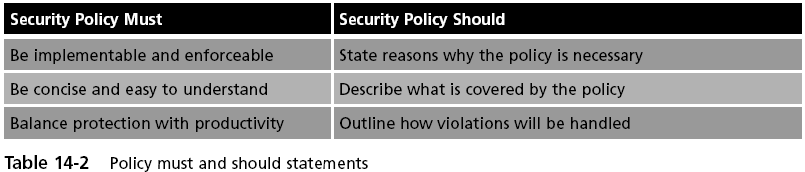 Security Policy Must Security Policy Should
Be implementable and enforceable State reasons why the policy is necessary
Be concise and easy to understand Describe what is covered by the policy
Balance protection with productivity Outline how violations will be handled
Table 14-2 Policy must and should statements